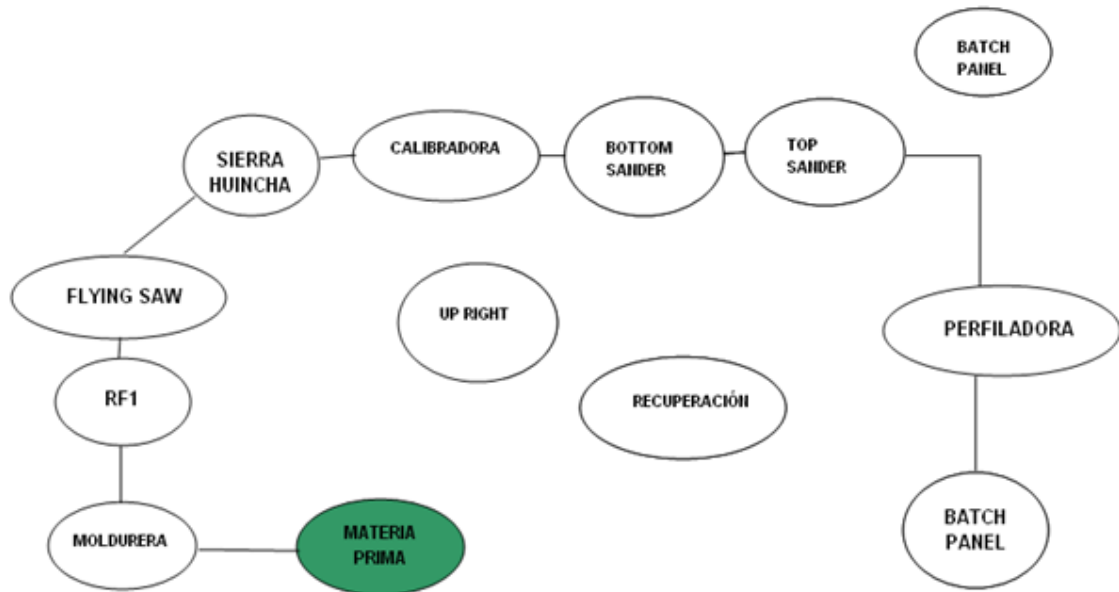 BATCH
PANEL
SIERRA
HUINCHA
CALIBRADORA
BOTTOM
SANDER
TOP
SANDER
FLYING SAW
UP RIGHT
PERFILADORA
RF1
RECUPERACIÓN
MOLDURERA
MATERIA
PRIMA
BATCH
PANEL